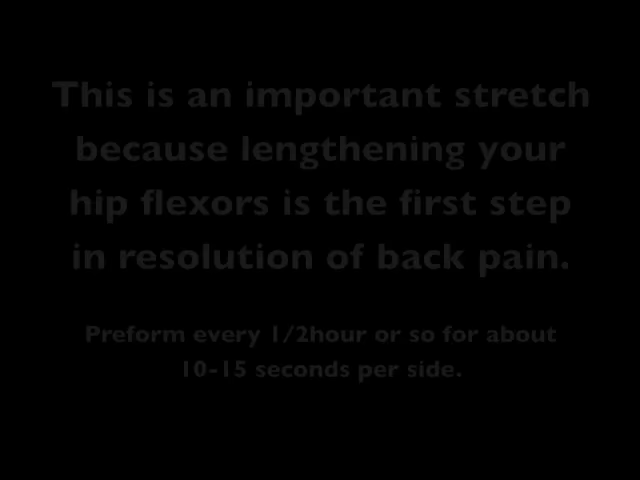 This is an important stretch
because lengthening your
hip flexors is the first step
in resolution of back pain.
Preform every 1/2hour or so for about
10-15 seconds per side.